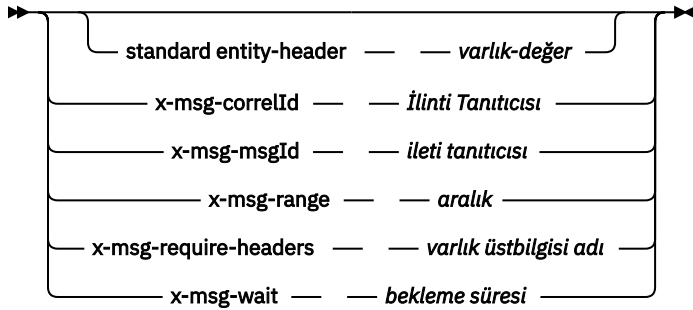 standard entity-header varlık-değer
x-msg-correlId İlinti Tanıtıcısı
x-msg-msgId ileti tanıtıcısı
x-msg-range aralık
x-msg-require-headers varlık üstbilgisi adı
x-msg-wait bekleme süresi